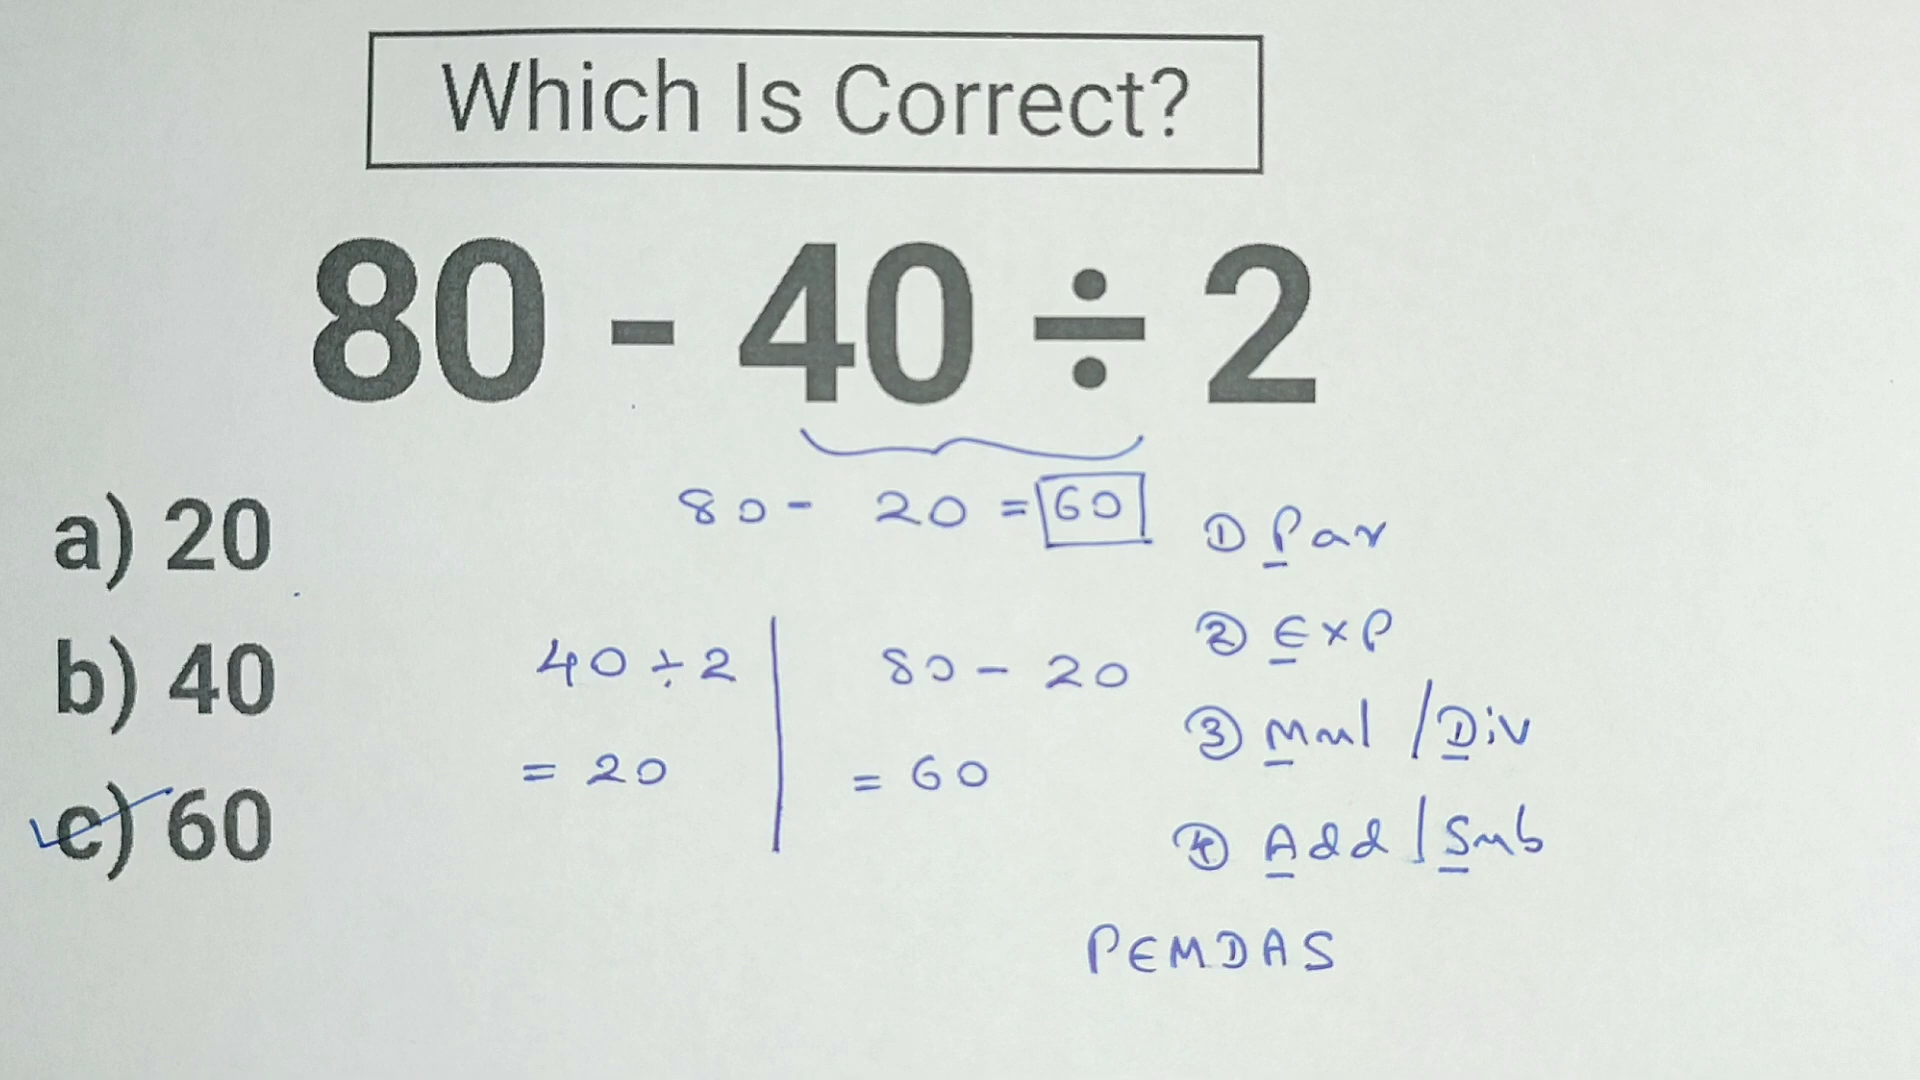 Which Is Correct?
80 - 40 ÷ 2
80 - 20 = 60
a) 20
b) 40
c) 60
40 ÷ 2
= 20
80 - 20
= 60
① Par
② Exp
③ Mul / Div
④ Add | Sub
PEMDAS